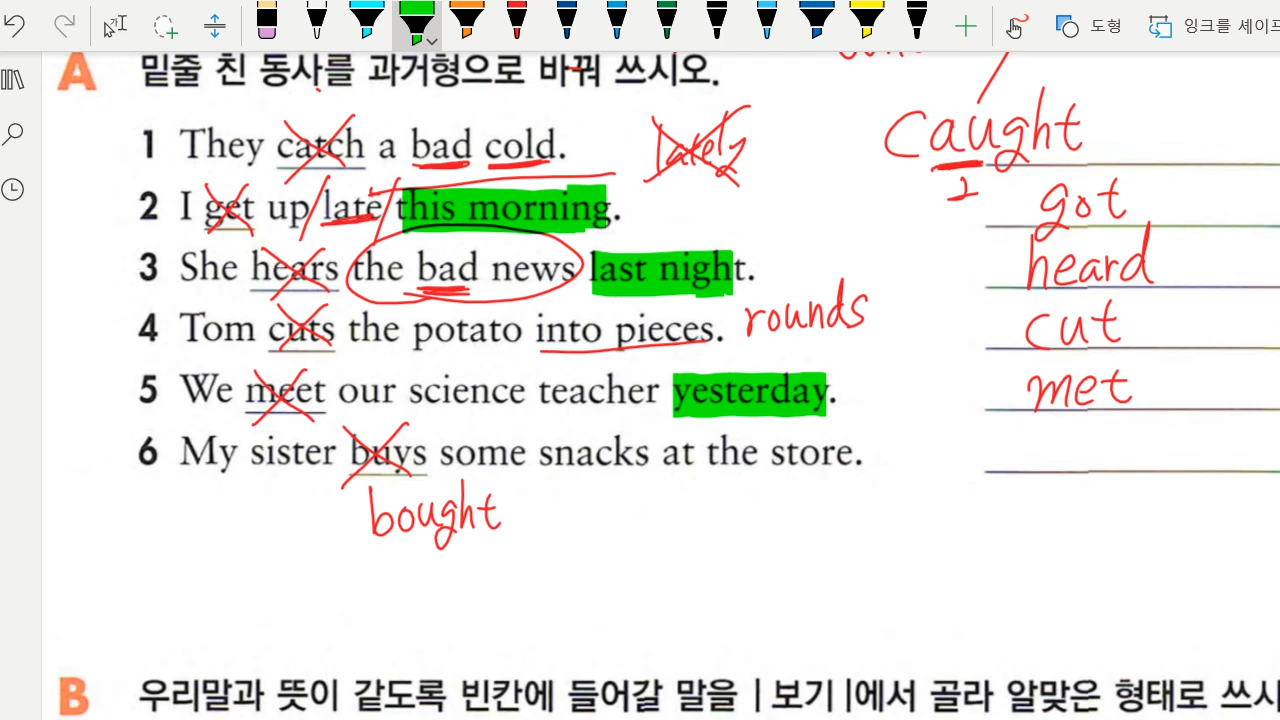 도형 잉크를 셰이프
A 밑줄 친 동사를 과거형으로 바꿔 쓰시오.
1 They catch a bad cold. lately caught
2
2 I get up late this morning. got
3 She hears the bad news last night. heard
4 Tom cuts the potato into pieces. rounds cut
5 We meet our science teacher yesterday. met
6 My sister buys some snacks at the store.
bought
B 우리말과 뜻이 같도록 빈칸에 들어갈 말을 |보기|에서 골라 알맞은 형태로 쓰시